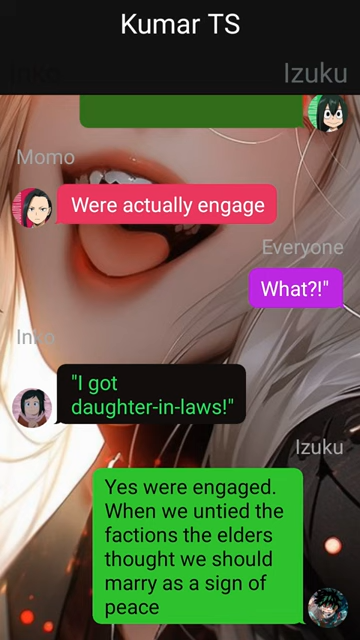 Kumar TS
Inko
Izuku
Momo
Were actually engage
Everyone
What?!"
Inko
"I got
daughter-in-laws!"
Izuku
Yes were engaged.
When we untied the
factions the elders
thought we should
marry as a sign of
peace